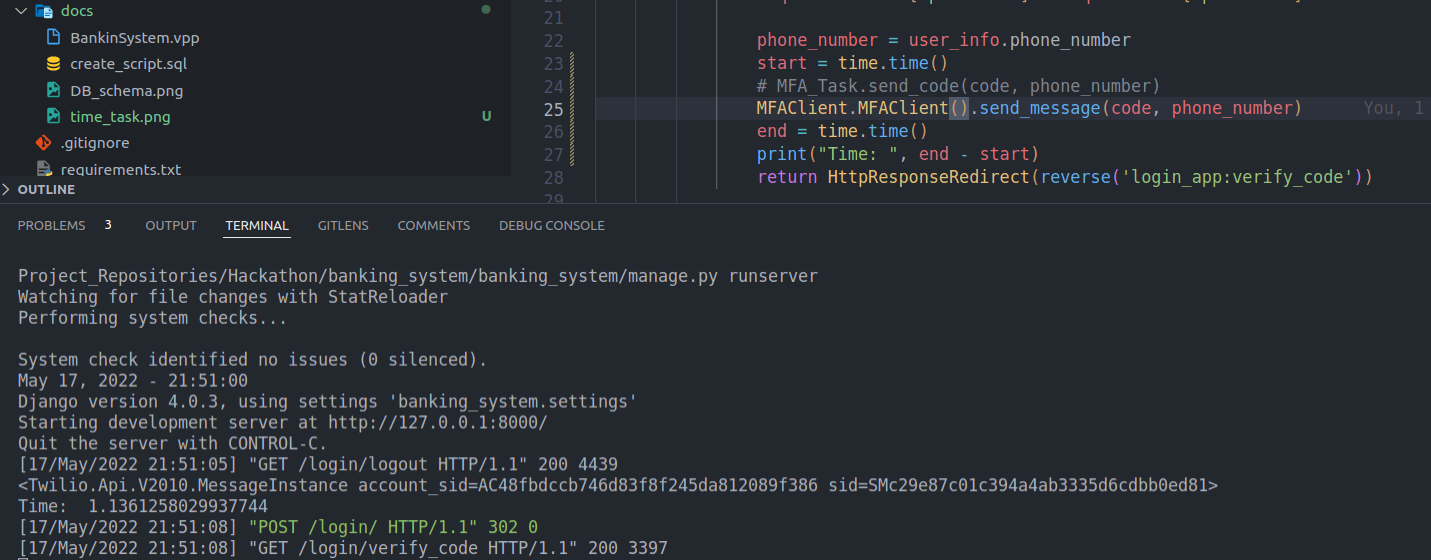 docs
BankinSystem.vpp
create_script.sql
DB_schema.png
time_task.png U
.gitignore
requirements.txt
OUTLINE
21
22 phone_number = user_info.phone_number
23 start = time.time()
24 # MFA_Task.send_code(code, phone_number)
25 MFAClient.MFAClient().send_message(code, phone_number) You, 1
26 end = time.time()
27 print("Time: ", end - start)
28 return HttpResponseRedirect(reverse('login_app:verify_code'))
29
PROBLEMS 3 OUTPUT TERMINAL GITLENS COMMENTS DEBUG CONSOLE
Project_Repositories/Hackathon/banking_system/banking_system/manage.py runserver
Watching for file changes with StatReloader
Performing system checks...
System check identified no issues (0 silenced).
May 17, 2022 - 21:51:00
Django version 4.0.3, using settings 'banking_system.settings'
Starting development server at http://127.0.0.1:8000/
Quit the server with CONTROL-C.
[17/May/2022 21:51:05] "GET /login/logout HTTP/1.1" 200 4439
<Twilio.Api.V2010.MessageInstance account_sid=AC48fbdccb746d83f8f245da812089f386 sid=SMc29e87c01c394a4ab3335d6cdbb0ed81>
Time:  1.1361258029937744
[17/May/2022 21:51:08] "POST /login/ HTTP/1.1" 302 0
[17/May/2022 21:51:08] "GET /login/verify_code HTTP/1.1" 200 3397